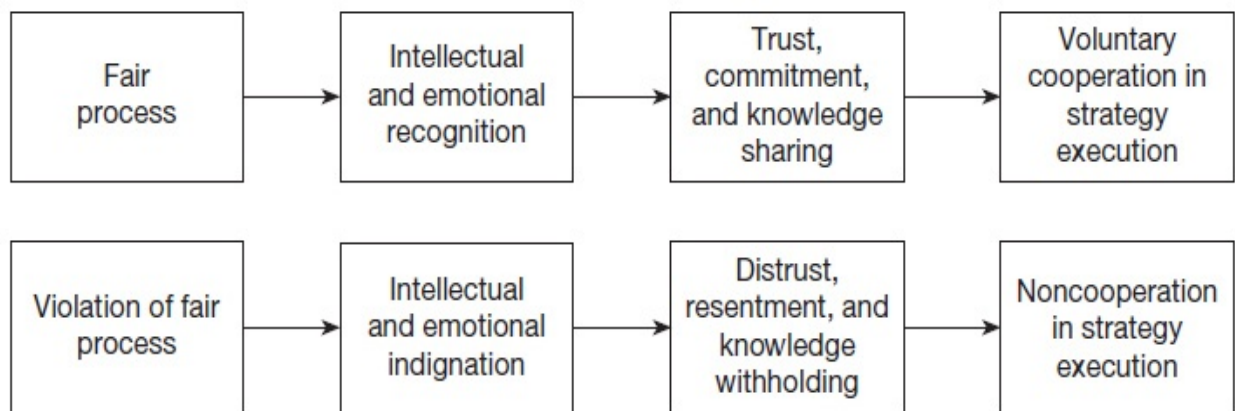 Fair
process
Intellectual
and emotional
recognition
Trust,
commitment,
and knowledge
sharing
Voluntary
cooperation in
strategy
execution
Violation of fair
process
Intellectual
and emotional
indignation
Distrust,
resentment, and
knowledge
withholding
Noncooperation
in strategy
execution